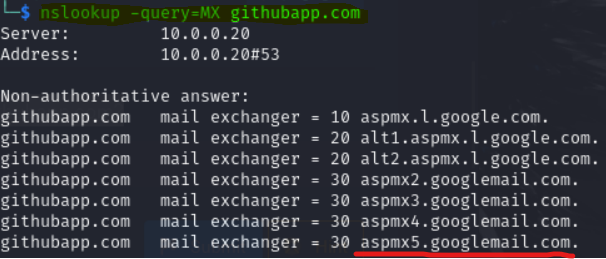 └─$ nslookup -query=MX githubapp.com
Server:         10.0.0.20
Address:        10.0.0.20#53

Non-authoritative answer:
githubapp.com   mail exchanger = 10 aspmx.l.google.com.
githubapp.com   mail exchanger = 20 alt1.aspmx.l.google.com.
githubapp.com   mail exchanger = 20 alt2.aspmx.l.google.com.
githubapp.com   mail exchanger = 30 aspmx2.googlemail.com.
githubapp.com   mail exchanger = 30 aspmx3.googlemail.com.
githubapp.com   mail exchanger = 30 aspmx4.googlemail.com.
githubapp.com   mail exchanger = 30 aspmx5.googlemail.com.